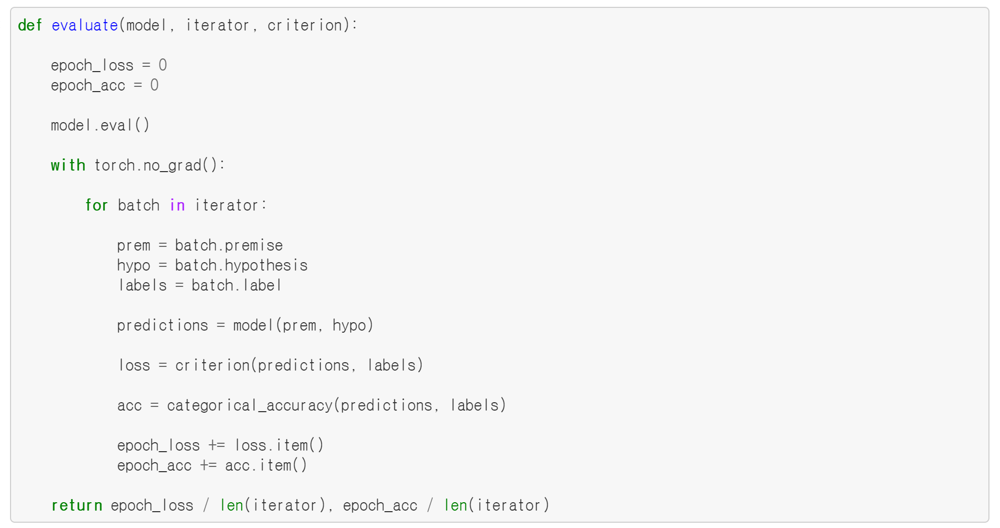 def evaluate(model, iterator, criterion):
    epoch_loss = 0
    epoch_acc = 0
    model.eval()
    with torch.no_grad():
        for batch in iterator:
            prem = batch.premise
            hypo = batch.hypothesis
            labels = batch.label
            predictions = model(prem, hypo)
            loss = criterion(predictions, labels)
            acc = categorical_accuracy(predictions, labels)
            epoch_loss += loss.item()
            epoch_acc += acc.item()
    return epoch_loss / len(iterator), epoch_acc / len(iterator)